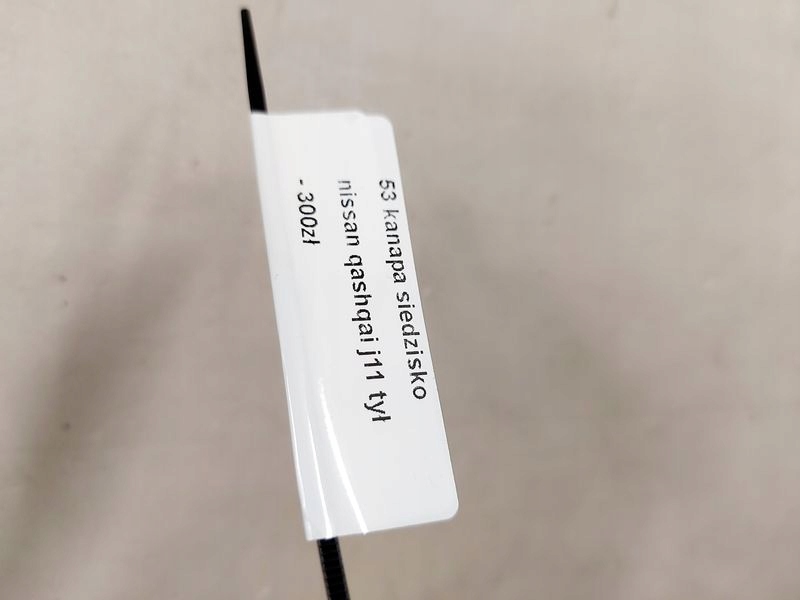 53 kanapa siedzisko
nissan qashqai j11 tył
- 300zł